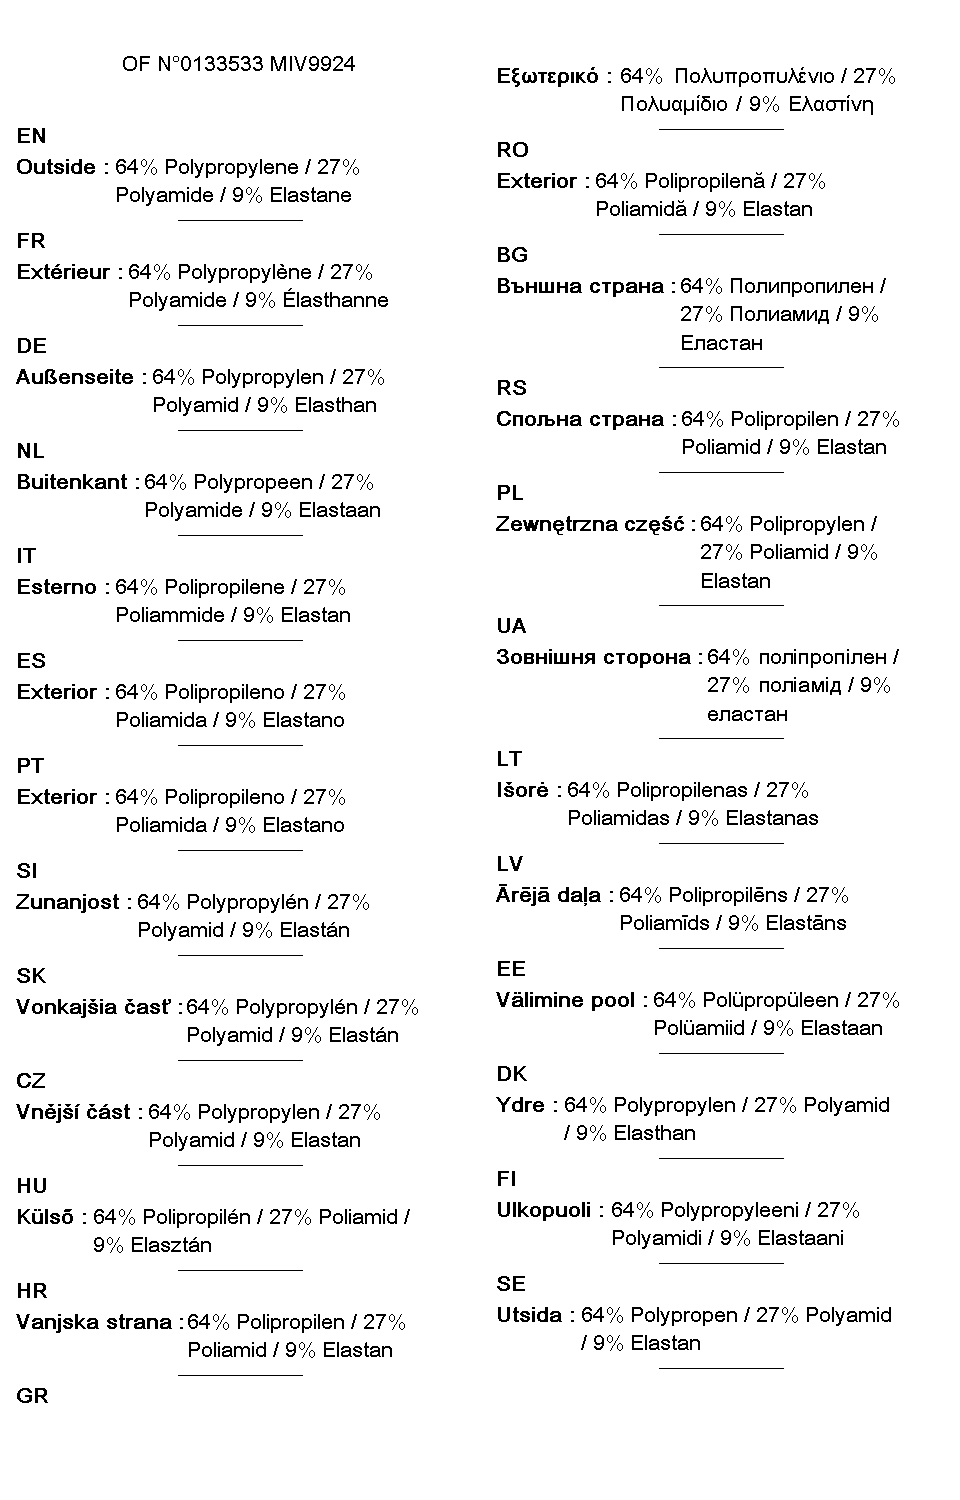 OF N°0133533 MIV9924
EN
Outside : 64% Polypropylene / 27%
Polyamide / 9% Elastane
FR
Extérieur : 64% Polypropylène / 27%
Polyamide / 9% Élasthanne
DE
Außenseite : 64% Polypropylen / 27%
Polyamid / 9% Elasthan
NL
Buitenkant : 64% Polypropeen / 27%
Polyamide / 9% Elastaan
IT
Esterno : 64% Polipropilene / 27%
Poliammide / 9% Elastan
ES
Exterior : 64% Polipropileno / 27%
Poliamida / 9% Elastano
PT
Exterior : 64% Polipropileno / 27%
Poliamida / 9% Elastano
SI
Zunanjost : 64% Polypropylén / 27%
Polyamid / 9% Elastán
SK
Vonkajšia časť : 64% Polypropylén / 27%
Polyamid / 9% Elastán
CZ
Vnější část : 64% Polypropylen / 27%
Polyamid / 9% Elastan
HU
Külső : 64% Polipropilén / 27% Poliamid /
9% Elasztán
HR
Vanjska strana : 64% Polipropilen / 27%
Poliamid / 9% Elastan
GR
Εξωτερικό : 64% Πολυπροπυλένιο / 27%
Πολυαμίδιο / 9% Ελαστίνη
RO
Exterior : 64% Polipropilenă / 27%
Poliamidă / 9% Elastan
BG
Външна страна : 64% Полипропилен /
27% Полиамид / 9%
Еластан
RS
Спољна страна : 64% Polipropilen / 27%
Poliamid / 9% Elastan
PL
Zewnętrzna część : 64% Polipropylen /
27% Poliamid / 9%
Elastan
UA
Зовнішня сторона : 64% поліпропілен /
27% поліамід / 9%
еластан
LT
Išorė : 64% Polipropilenas / 27%
Poliamidas / 9% Elastanas
LV
Ārējā daļa : 64% Polipropilēns / 27%
Poliamīds / 9% Elastāns
EE
Välimine pool : 64% Polüpropüleen / 27%
Polüamiid / 9% Elastaan
DK
Ydre : 64% Polypropylen / 27% Polyamid
/ 9% Elasthan
FI
Ulkopuoli : 64% Polypropyleeni / 27%
Polyamidi / 9% Elastaani
SE
Utsida : 64% Polypropen / 27% Polyamid
/ 9% Elastan